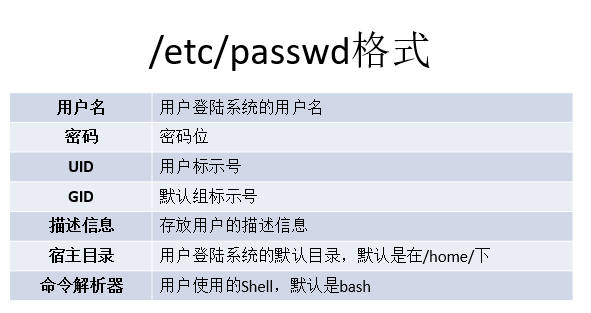 /etc/passwd格式
用户名 用户登陆系统的用户名
密码 密码位
UID 用户标示号
GID 默认组标示号
描述信息 存放用户的描述信息
宿主目录 用户登陆系统的默认目录，默认是在/home/下
命令解析器 用户使用的Shell，默认是bash